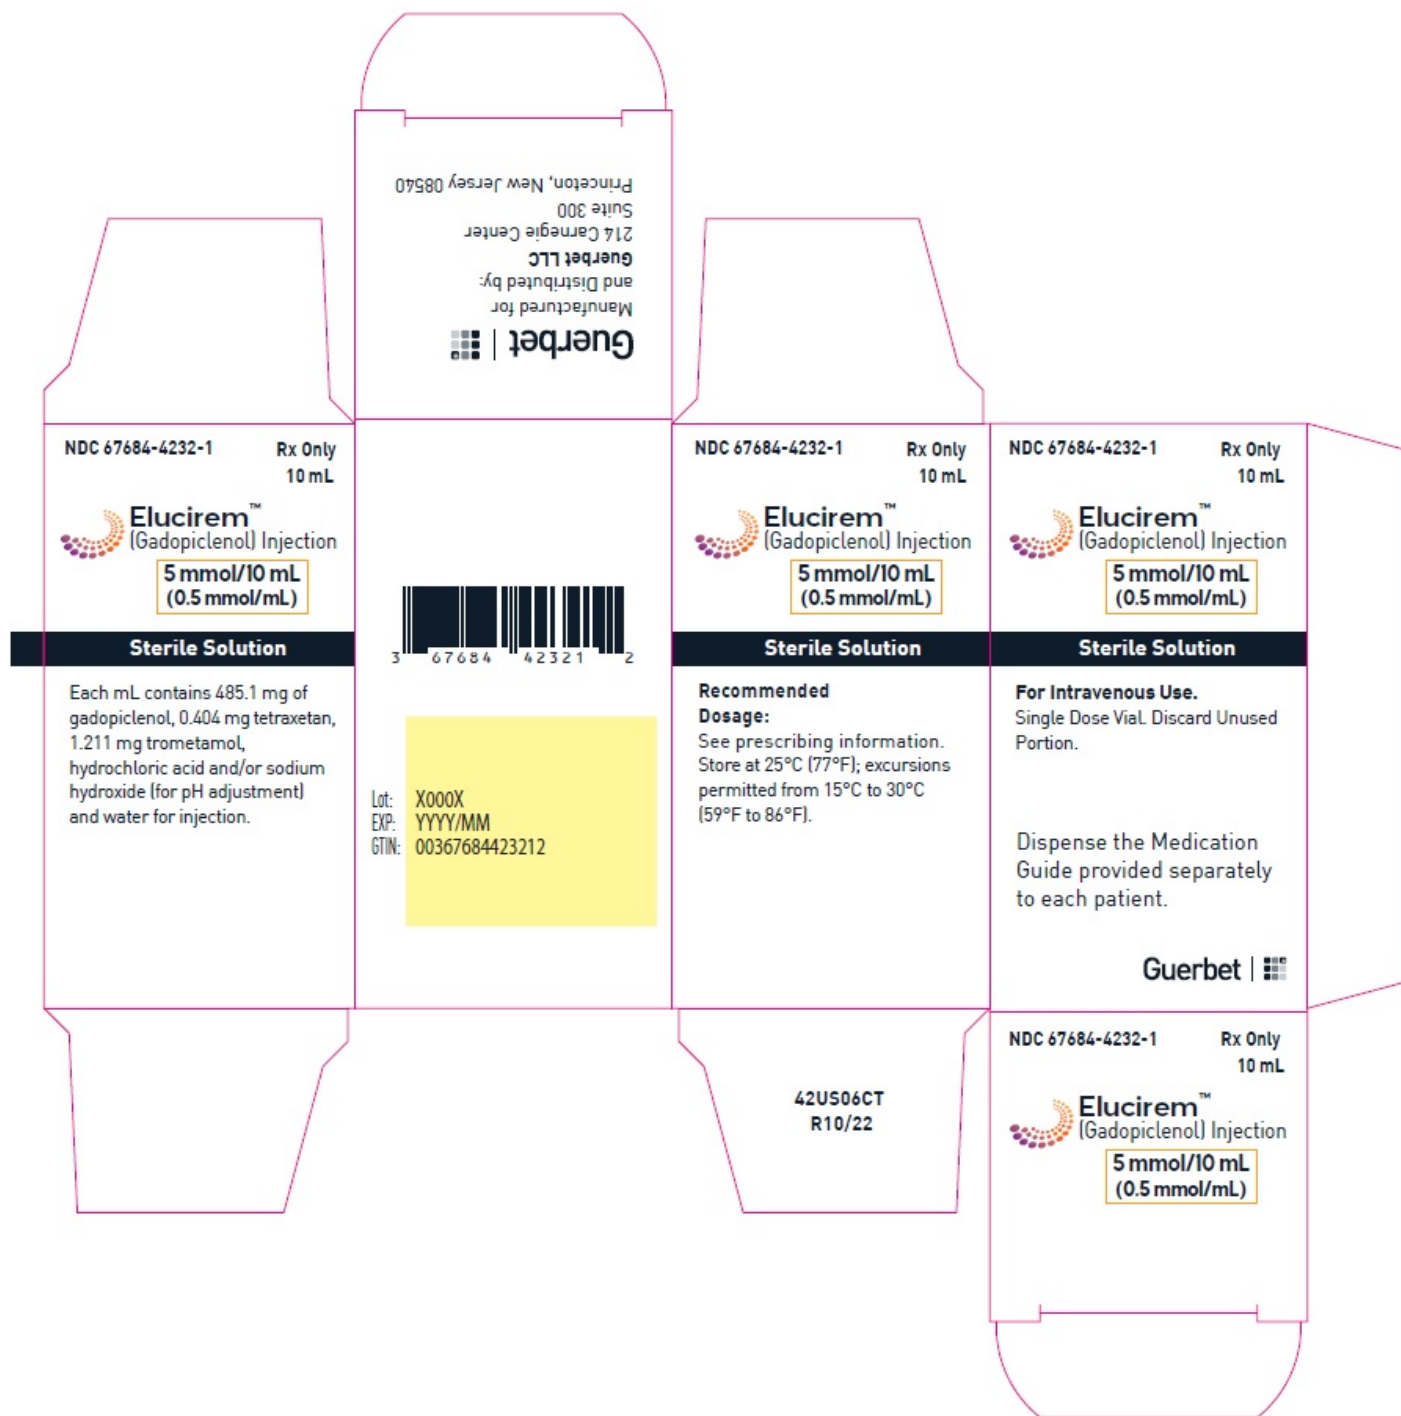 Guerbet
Manufactured for
and Distributed by:
Guerbet LLC
214 Carnegie Center
Suite 300
Princeton, New Jersey 08540
NDC 67684-4232-1 Rx Only
10 mL
Elucirem™
(Gadopiclenol) Injection
5 mmol/10 mL
(0.5 mmol/mL)
Sterile Solution
Each mL contains 485.1 mg of
gadopiclenol, 0.404 mg tetraxetan,
1.211 mg trometamol,
hydrochloric acid and/or sodium
hydroxide (for pH adjustment)
and water for injection.
3 67684 42321 2
Lot: X000X
EXP: YYYY/MM
GTIN: 00367684423212
NDC 67684-4232-1 Rx Only
10 mL
Elucirem™
(Gadopiclenol) Injection
5 mmol/10 mL
(0.5 mmol/mL)
Sterile Solution
Recommended
Dosage:
See prescribing information.
Store at 25°C (77°F); excursions
permitted from 15°C to 30°C
(59°F to 86°F).
NDC 67684-4232-1 Rx Only
10 mL
Elucirem™
(Gadopiclenol) Injection
5 mmol/10 mL
(0.5 mmol/mL)
Sterile Solution
For Intravenous Use.
Single Dose Vial. Discard Unused
Portion.
Dispense the Medication
Guide provided separately
to each patient.
Guerbet
42US06CT
R10/22
NDC 67684-4232-1 Rx Only
10 mL
Elucirem™
(Gadopiclenol) Injection
5 mmol/10 mL
(0.5 mmol/mL)